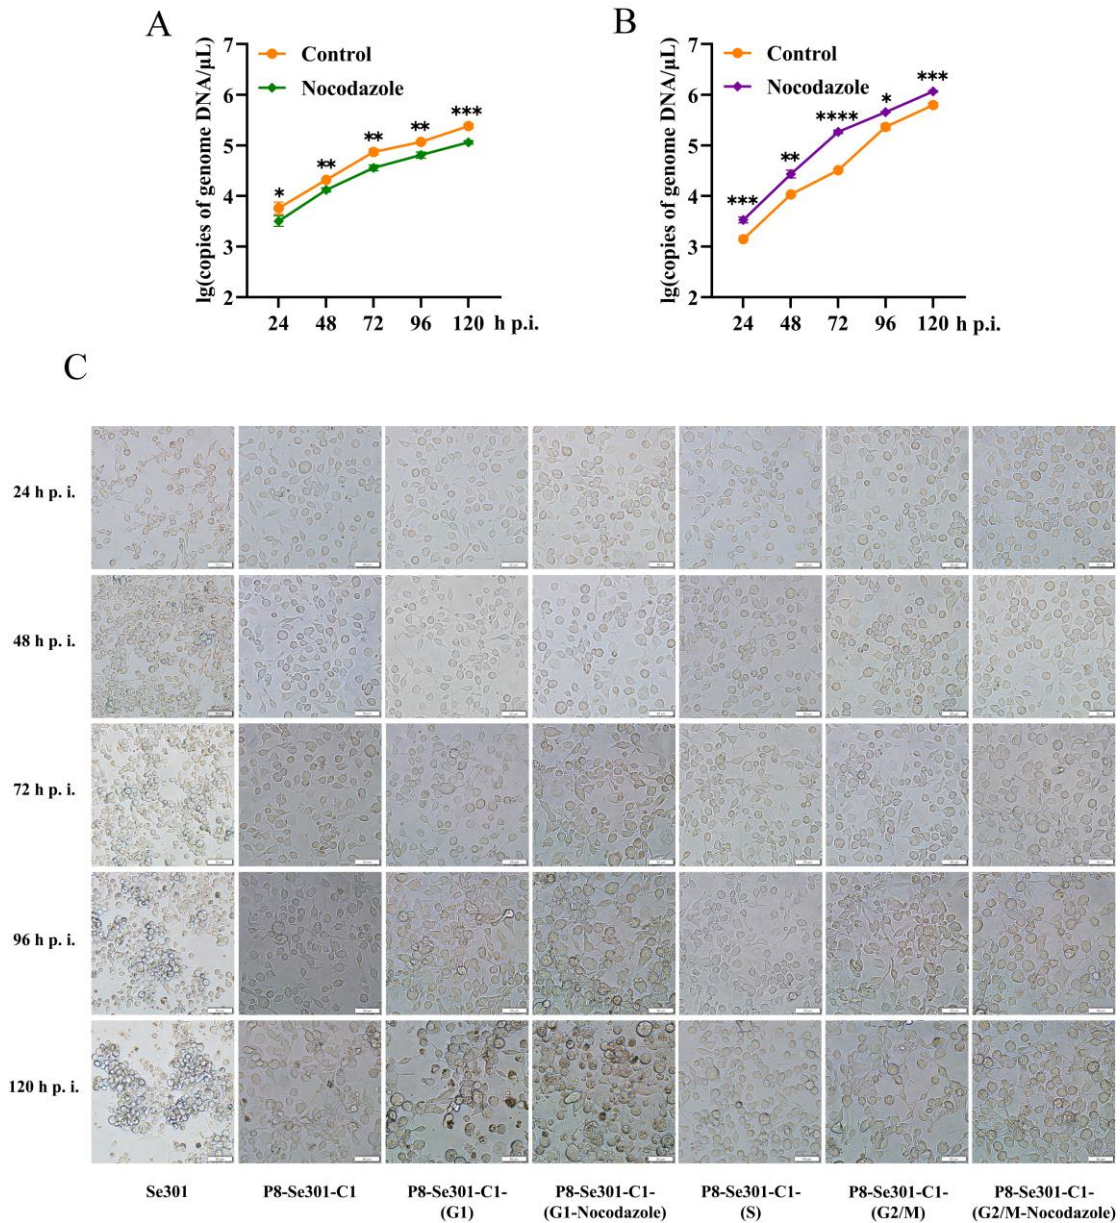 A
7
6
5
4
3
2
lg(copies of genome DNA/μL)
Control
Nocodazole
*
**
**
**
***
24 48 72 96 120 h p.i.
B
7
6
5
4
3
2
lg(copies of genome DNA/μL)
Control
Nocodazole
***
**
****
*
***
24 48 72 96 120 h p.i.
C
24 h p. i.
48 h p. i.
72 h p. i.
96 h p. i.
120 h p. i.
Se301
P8-Se301-C1
P8-Se301-C1-
(G1)
P8-Se301-C1-
(G1-Nocodazole)
P8-Se301-C1-
(S)
P8-Se301-C1-
(G2/M)
P8-Se301-C1-
(G2/M-Nocodazole)